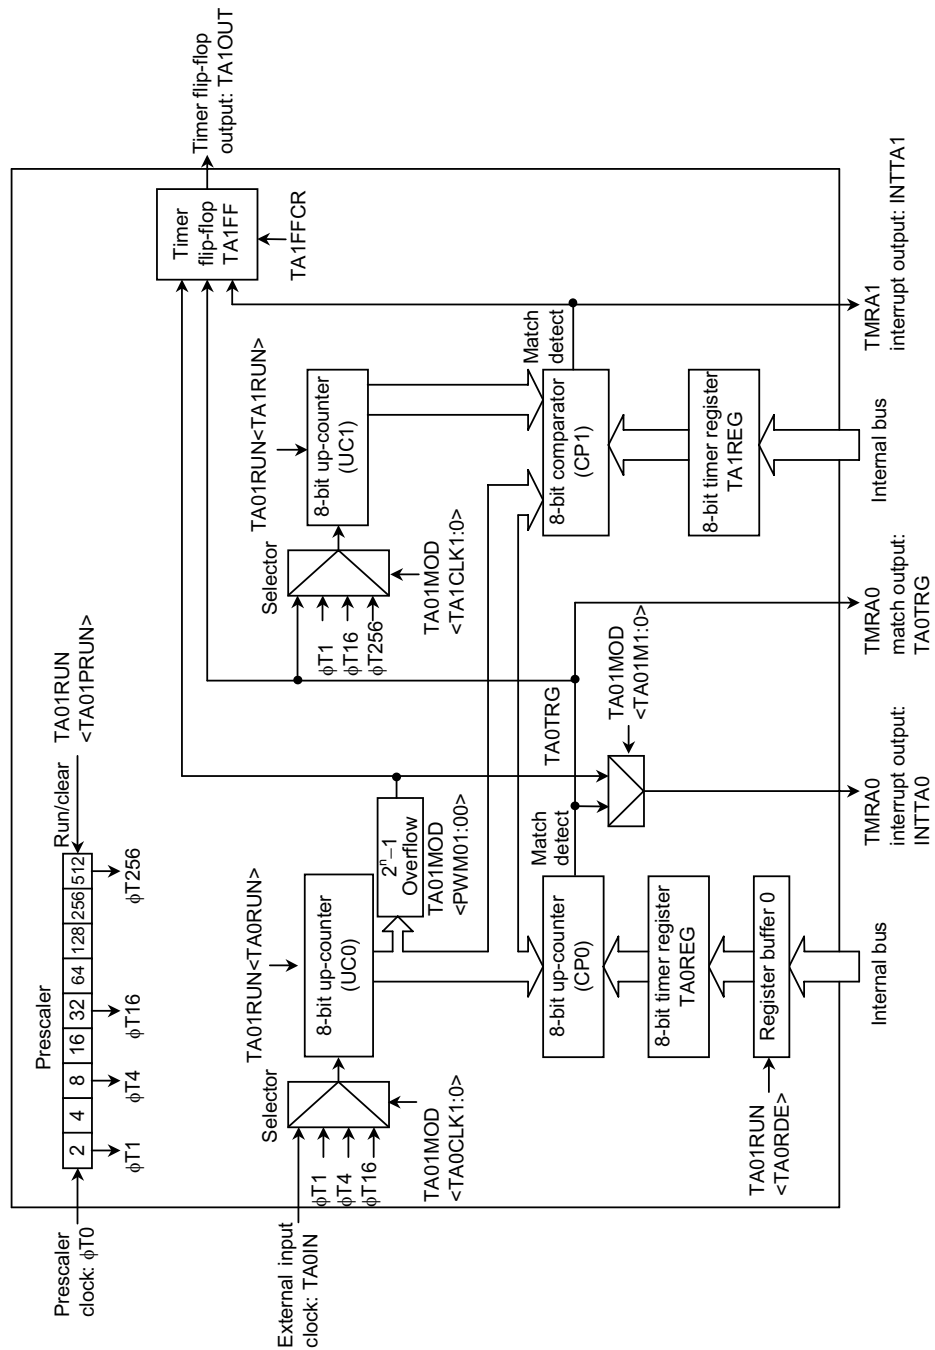 Prescaler
clock: φT0
Prescaler
2
4
8
16
32
64
128
256
512
Run/clear
TA01RUN
<TA01PRUN>
φT1
φT4
φT16
φT256
External input
clock: TA0IN
φT1
φT4
φT16
Selector
TA01MOD
<TA0CLK1:0>
TA01RUN<TA0RUN>
8-bit up-counter
(UC0)
2ⁿ−1
Overflow
TA01MOD
<PWM01:00>
Selector
φT1
φT16
φT256
TA01MOD
<TA1CLK1:0>
TA01RUN<TA1RUN>
8-bit up-counter
(UC1)
Timer
flip-flop
TA1FF
TA1FFCR
Timer flip-flop
output: TA1OUT
8-bit up-counter
(CP0)
Match
detect
TA0TRG
8-bit comparator
(CP1)
Match
detect
8-bit timer register
TA0REG
TA01MOD
<TA01M1:0>
8-bit timer register
TA1REG
TA01RUN
<TA0RDE>
Register buffer 0
Internal bus
TMRA0
interrupt output:
INTTA0
TMRA0
match output:
TA0TRG
Internal bus
TMRA1
interrupt output: INTTA1